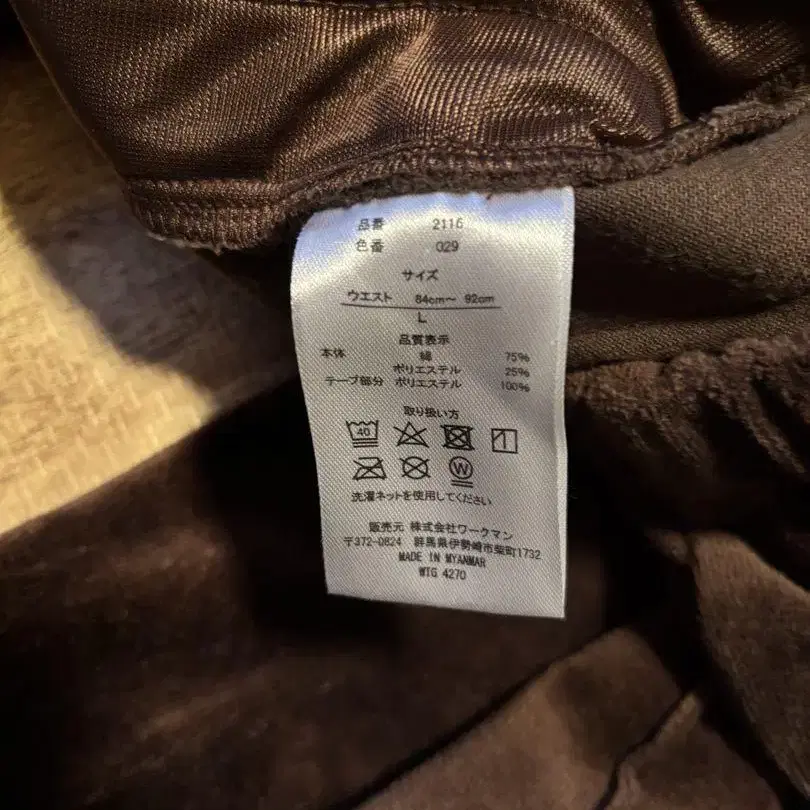 品番 2116
色番 029
サイズ
ウエスト 84cm～ 92cm
L
品質表示
本体 綿 75%
ポリエステル 25%
テープ部分 ポリエステル 100%
取り扱い方
40
W
洗濯ネットを使用してください
販売元 株式会社ワークマン
〒372-0824 群馬県伊勢崎市柴町1732
MADE IN MYANMAR
WTG 4270